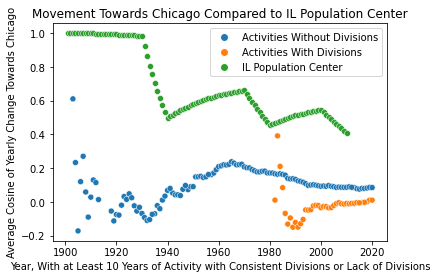 Movement Towards Chicago Compared to IL Population Center
Average Cosine of Yearly Change Towards Chicago
1.0
0.8
0.6
0.4
0.2
0.0
−0.2
Activities Without Divisions
Activities With Divisions
IL Population Center
1900
1920
1940
1960
1980
2000
2020
Year, With at Least 10 Years of Activity with Consistent Divisions or Lack of Divisions